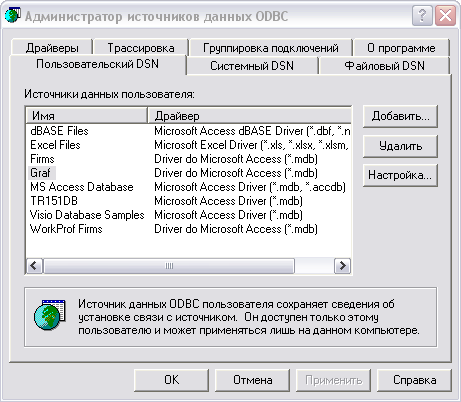 Администратор источников данных ODBC
Драйверы Трассировка Группировка подключений О программе
Пользовательский DSN Системный DSN Файловый DSN
Источники данных пользователя:
Имя Драйвер
dBASE Files Microsoft Access dBASE Driver (*.dbf, *.n
Excel Files Microsoft Excel Driver (*.xls, *.xlsx, *.xlsm,
Firms Driver do Microsoft Access (*.mdb)
Graf Driver do Microsoft Access (*.mdb)
MS Access Database Microsoft Access Driver (*.mdb, *.accdb)
TR151DB Driver do Microsoft Access (*.mdb)
Visio Database Samples Microsoft Access Driver (*.mdb, *.accdb)
WorkProf Firms Driver do Microsoft Access (*.mdb)
Добавить...
Удалить
Настройка...
Источник данных ODBC пользователя сохраняет сведения об
установке связи с источником. Он доступен только этому
пользователю и может применяться лишь на данном компьютере.
OK Отмена Применить Справка